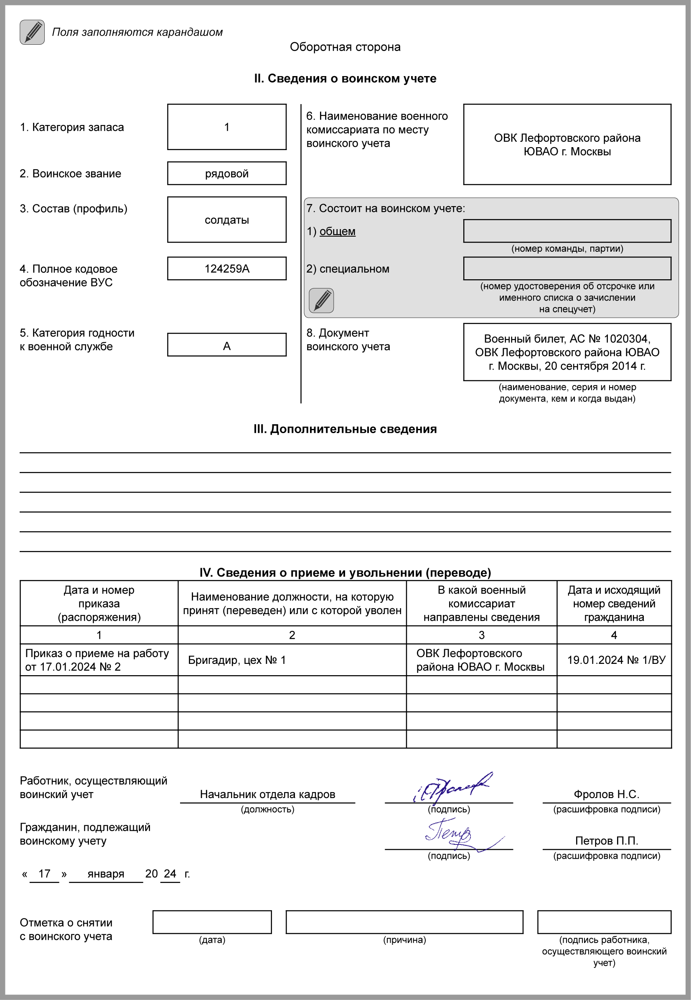 Поля заполняются карандашом
Оборотная сторона
II. Сведения о воинском учете
1. Категория запаса
1
2. Воинское звание
рядовой
3. Состав (профиль)
солдаты
4. Полное кодовое
обозначение ВУС
124259А
5. Категория годности
к военной службе
А
6. Наименование военного
комиссариата по месту
воинского учета
ОВК Лефортовского района
ЮВАО г. Москвы
7. Состоит на воинском учете:
1) общем
(номер команды, партии)
2) специальном
(номер удостоверения об отсрочке или
именного списка о зачислении
на спецучет)
8. Документ
воинского учета
Военный билет, АС № 1020304,
ОВК Лефортовского района ЮВАО
г. Москвы, 20 сентября 2014 г.
(наименование, серия и номер
документа, кем и когда выдан)
III. Дополнительные сведения
IV. Сведения о приеме и увольнении (переводе)
Дата и номер
приказа
(распоряжения)
Наименование должности, на которую
принят (переведен) или с которой уволен
В какой военный
комиссариат
направлены сведения
Дата и исходящий
номер сведений
гражданина
1 2 3 4
Приказ о приеме на работу
от 17.01.2024 № 2
Бригадир, цех № 1
ОВК Лефортовского
района ЮВАО г. Москвы
19.01.2024 № 1/ВУ
Работник, осуществляющий
воинский учет
Начальник отдела кадров
(должность)
(подпись)
Фролов Н.С.
(расшифровка подписи)
Гражданин, подлежащий
воинскому учету
(подпись)
Петров П.П.
(расшифровка подписи)
« 17 » января 20 24 г.
Отметка о снятии
с воинского учета
(дата)
(причина)
(подпись работника,
осуществляющего воинский
учет)